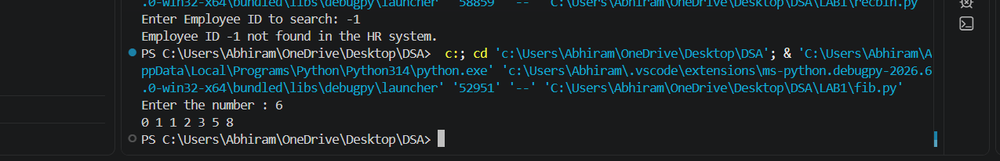 .0-win32-x64\bundled\libs\debugpy\launcher' '58859' '--' 'C:\Users\Abhiram\OneDrive\Desktop\DSA\LAB1\recbin.py'
Enter Employee ID to search: -1
Employee ID -1 not found in the HR system.
PS C:\Users\Abhiram\OneDrive\Desktop\DSA>  c:; cd 'c:\Users\Abhiram\OneDrive\Desktop\DSA'; & 'C:\Users\Abhiram\A
ppData\Local\Programs\Python\Python314\python.exe' 'c:\Users\Abhiram\.vscode\extensions\ms-python.debugpy-2026.6
.0-win32-x64\bundled\libs\debugpy\launcher' '52951' '--' 'C:\Users\Abhiram\OneDrive\Desktop\DSA\LAB1\fib.py'
Enter the number : 6
0 1 1 2 3 5 8
PS C:\Users\Abhiram\OneDrive\Desktop\DSA>